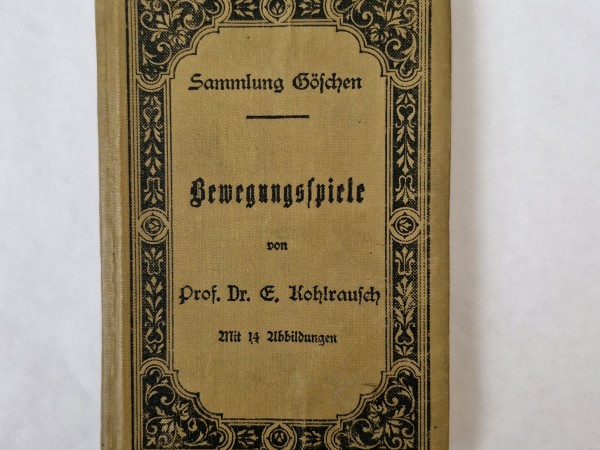 Sammlung Göschen
Bewegungsspiele
von
Prof. Dr. E. Kohlrausch
Mit 14 Abbildungen